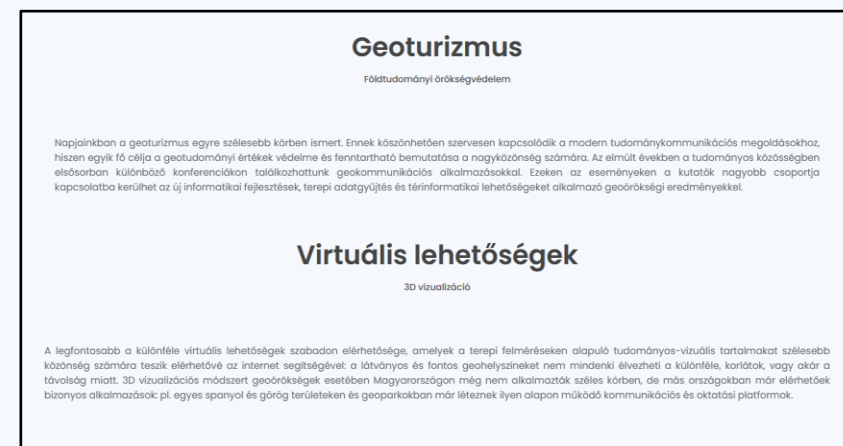 Geoturizmus
Földtudományi örökségvédelem
Napjainkban a geoturizmus egyre szélesebb körben ismert. Ennek köszönhetően szervesen kapcsolódik a modern tudománykommunikációs megoldásokhoz,
hiszen egyik fő célja a geotudományi értékek védelme és fenntartható bemutatása a nagyközönség számára. Az elmúlt években a tudományos közösségben
elsősorban különböző konferenciákon találkozhattunk geokommunikációs alkalmazásokkal. Ezeken az eseményeken a kutatók nagyobb csoportja
kapcsolatba kerülhet az új informatikai fejlesztések, terepi adatgyűjtés és térinformatikai lehetőségeket alkalmazó geoörökségi eredményekkel.
Virtuális lehetőségek
3D vizualizáció
A legfontosabb a különféle virtuális lehetőségek szabadon elérhetősége, amelyek a terepi felméréseken alapuló tudományos-vizuális tartalmakat szélesebb
közönség számára teszik elérhetővé az internet segítségével: a látványos és fontos geohelyszíneket nem mindenki élvezheti a különféle, korlátok, vagy akár a
távolság miatt. 3D vizualizációs módszert geoörökségek esetében Magyarországon még nem alkalmazták széles körben, de más országokban már elérhetőek
bizonyos alkalmazások: pl. egyes spanyol és görög területeken és geoparkokban már léteznek ilyen alapon működő kommunikációs és oktatási platformok.